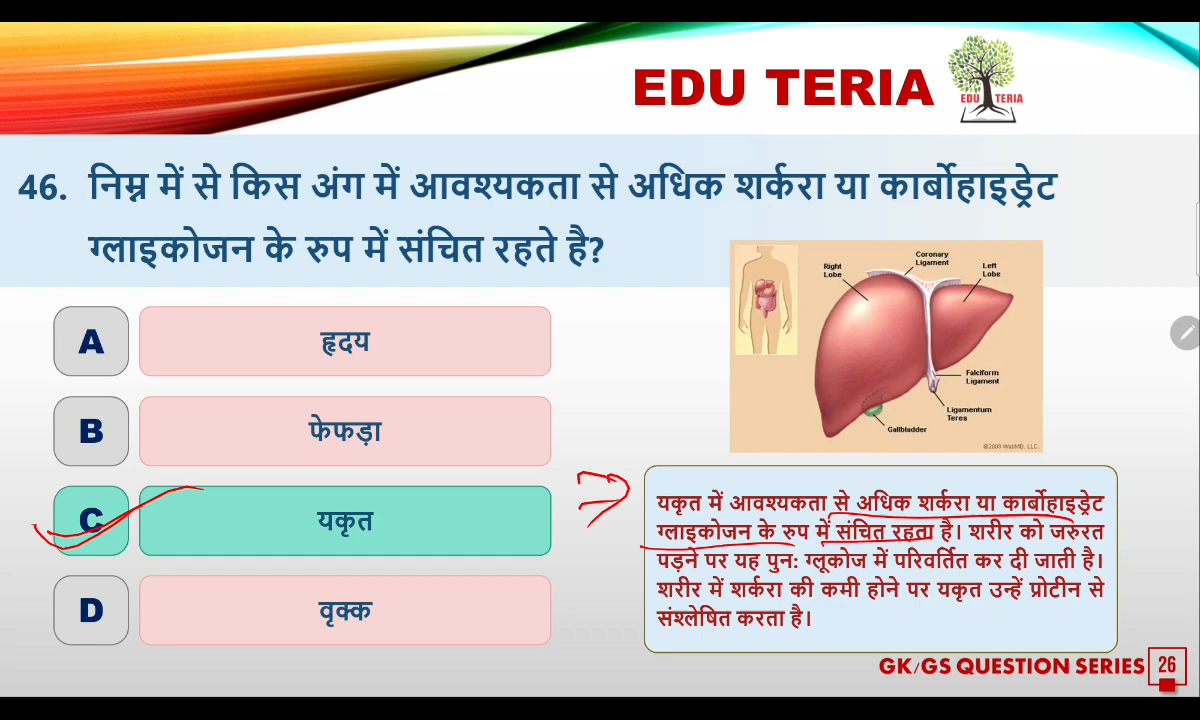 EDU TERIA
EDU TERIA
46. निम्न में से किस अंग में आवश्यकता से अधिक शर्करा या कार्बोहाइड्रेट
ग्लाइकोजन के रुप में संचित रहते है?
A
हृदय
B
फेफड़ा
C
यकृत
D
वृक्क
Right
Lobe
Coronary
Ligament
Left
Lobe
Falciform
Ligament
Ligamentum
Teres
Gallbladder
©2009 WebMD, LLC.
यकृत में आवश्यकता से अधिक शर्करा या कार्बोहाइड्रेट
ग्लाइकोजन के रुप में संचित रहता है। शरीर को जरुरत
पड़ने पर यह पुन: ग्लूकोज में परिवर्तित कर दी जाती है।
शरीर में शर्करा की कमी होने पर यकृत उन्हें प्रोटीन से
संश्लेषित करता है।
GK/GS QUESTION SERIES 26